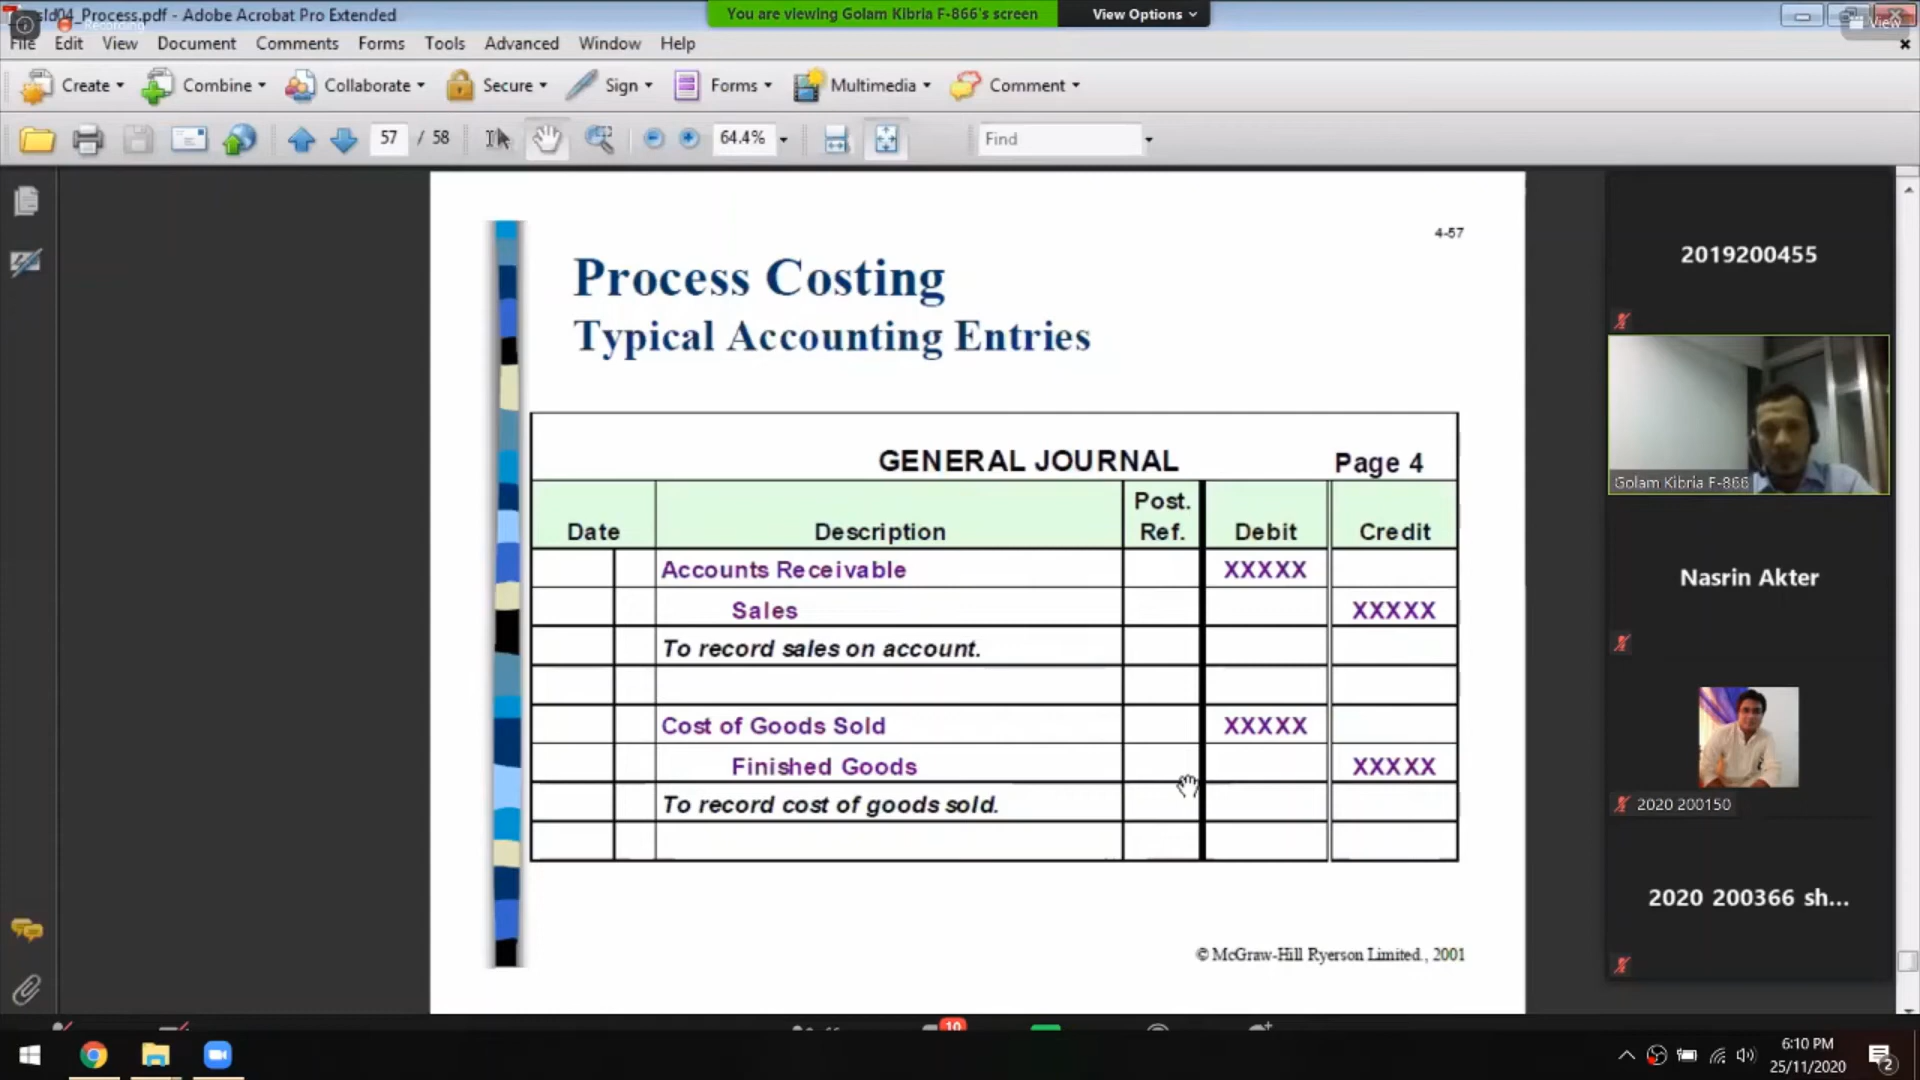 sld04_Process.pdf - Adobe Acrobat Pro Extended
Recording
You are viewing Golam Kibria F-866's screen
View Options
View
File Edit View Document Comments Forms Tools Advanced Window Help
Create Combine Collaborate Secure Sign Forms Multimedia Comment
57 / 58 64.4% Find
4-57
Process Costing
Typical Accounting Entries
GENERAL JOURNAL Page 4
Date Description Post. Ref. Debit Credit
Accounts Receivable XXXXX
Sales XXXXX
To record sales on account.
Cost of Goods Sold XXXXX
Finished Goods XXXXX
To record cost of goods sold.
© McGraw-Hill Ryerson Limited., 2001
2019200455
Golam Kibria F-866
Nasrin Akter
2020 200150
2020 200366 sh...
10
6:10 PM
25/11/2020
2